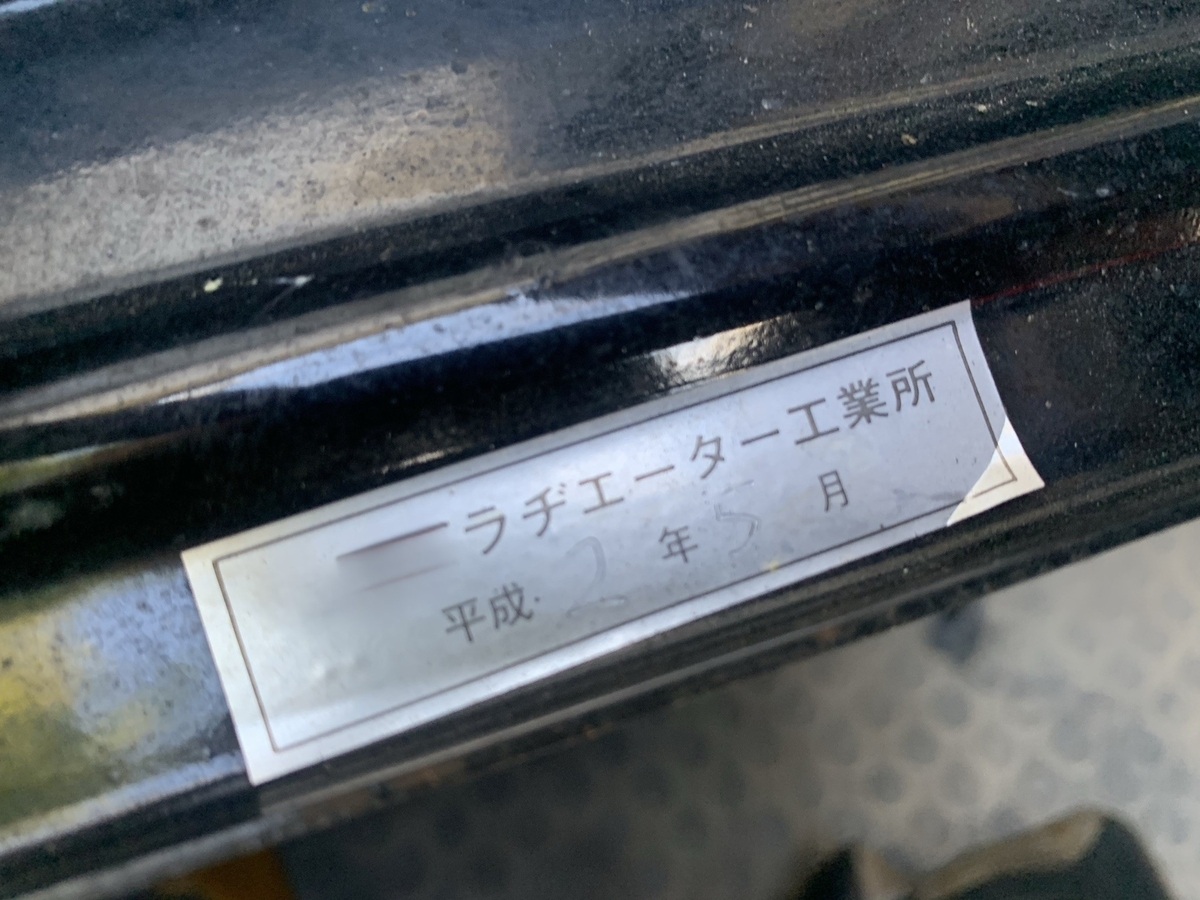 ラヂエーター工業所
平成 2 年 5 月